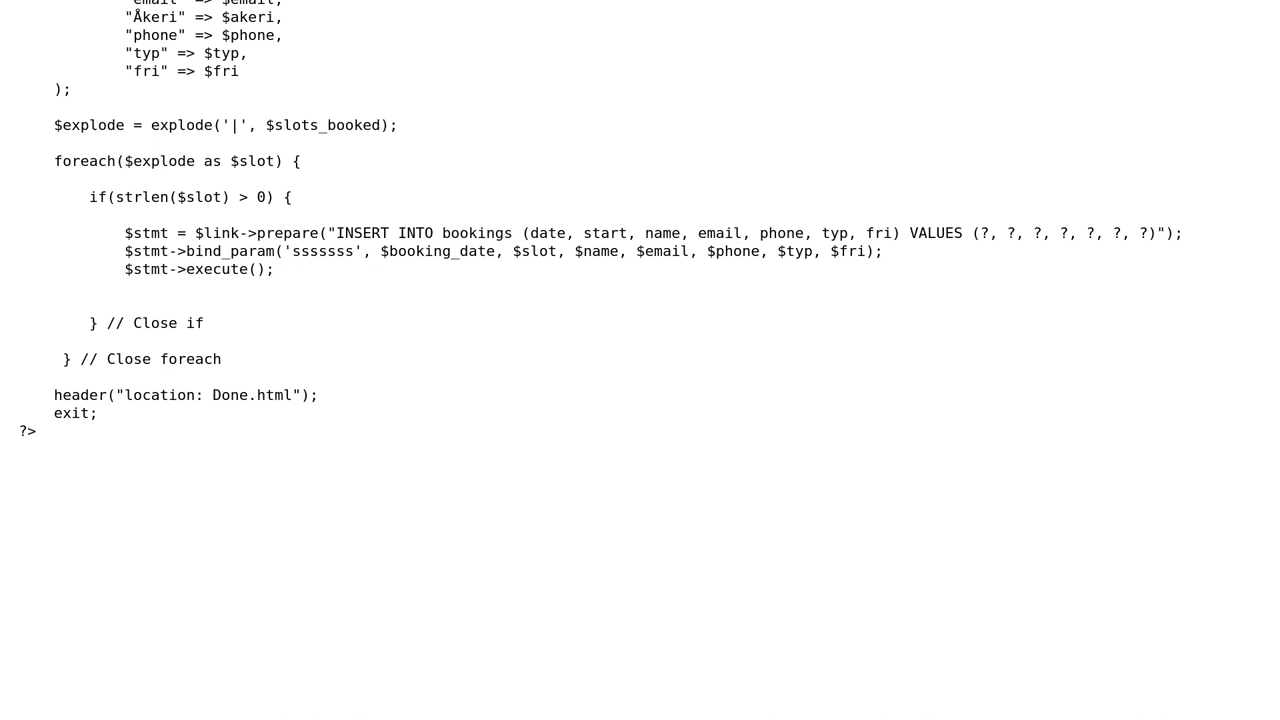 "email" => $email,
"Åkeri" => $akeri,
"phone" => $phone,
"typ" => $typ,
"fri" => $fri
);
$explode = explode('|', $slots_booked);
foreach($explode as $slot) {
if(strlen($slot) > 0) {
$stmt = $link->prepare("INSERT INTO bookings (date, start, name, email, phone, typ, fri) VALUES (?, ?, ?, ?, ?, ?, ?)");
$stmt->bind_param('sssssss', $booking_date, $slot, $name, $email, $phone, $typ, $fri);
$stmt->execute();
} // Close if
} // Close foreach
header("location: Done.html");
exit;
?>